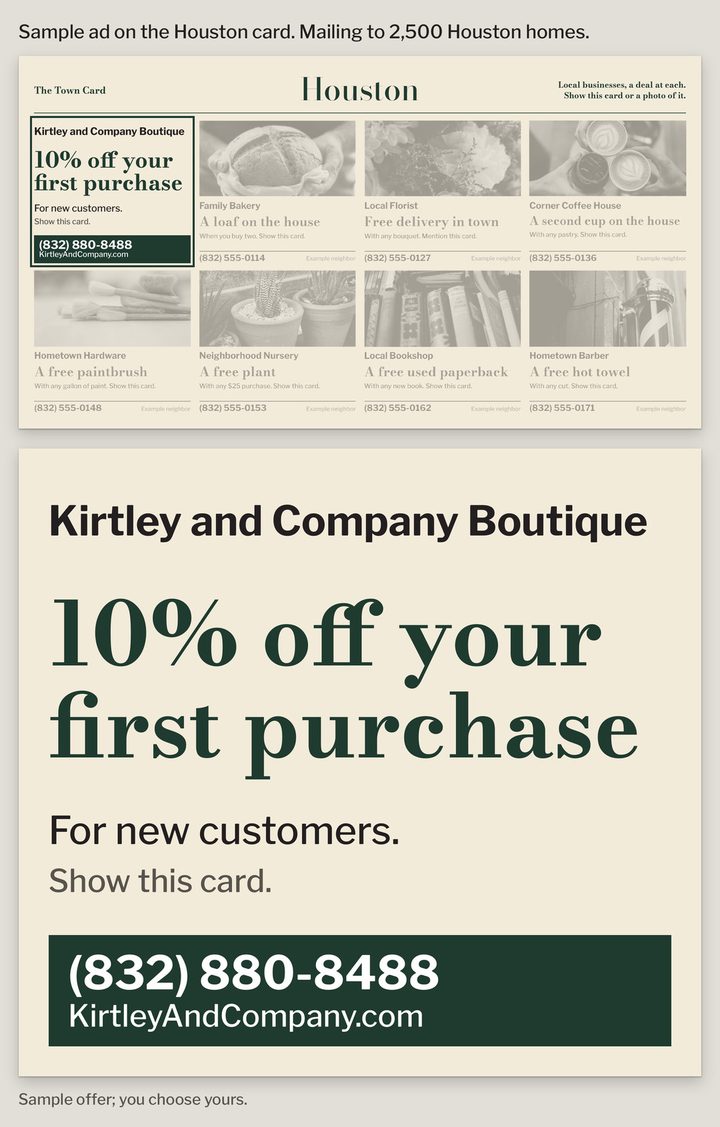 Sample ad on the Houston card. Mailing to 2,500 Houston homes.
The Town Card
Houston
Local businesses, a deal at each.
Show this card or a photo of it.
Kirtley and Company Boutique
10% off your
first purchase
For new customers.
Show this card.
(832) 880-8488
KirtleyAndCompany.com
Family Bakery
A loaf on the house
When you buy two. Show this card.
(832) 555-0114
Example neighbor
Local Florist
Free delivery in town
With any bouquet. Mention this card.
(832) 555-0127
Example neighbor
Corner Coffee House
A second cup on the house
With any pastry. Show this card.
(832) 555-0136
Example neighbor
Hometown Hardware
A free paintbrush
With any gallon of paint. Show this card.
(832) 555-0148
Example neighbor
Neighborhood Nursery
A free plant
With any $25 purchase. Show this card.
(832) 555-0153
Example neighbor
Local Bookshop
A free used paperback
With any new book. Show this card.
(832) 555-0162
Example neighbor
Hometown Barber
A free hot towel
With any cut. Show this card.
(832) 555-0171
Example neighbor
Kirtley and Company Boutique
10% off your
first purchase
For new customers.
Show this card.
(832) 880-8488
KirtleyAndCompany.com
Sample offer; you choose yours.